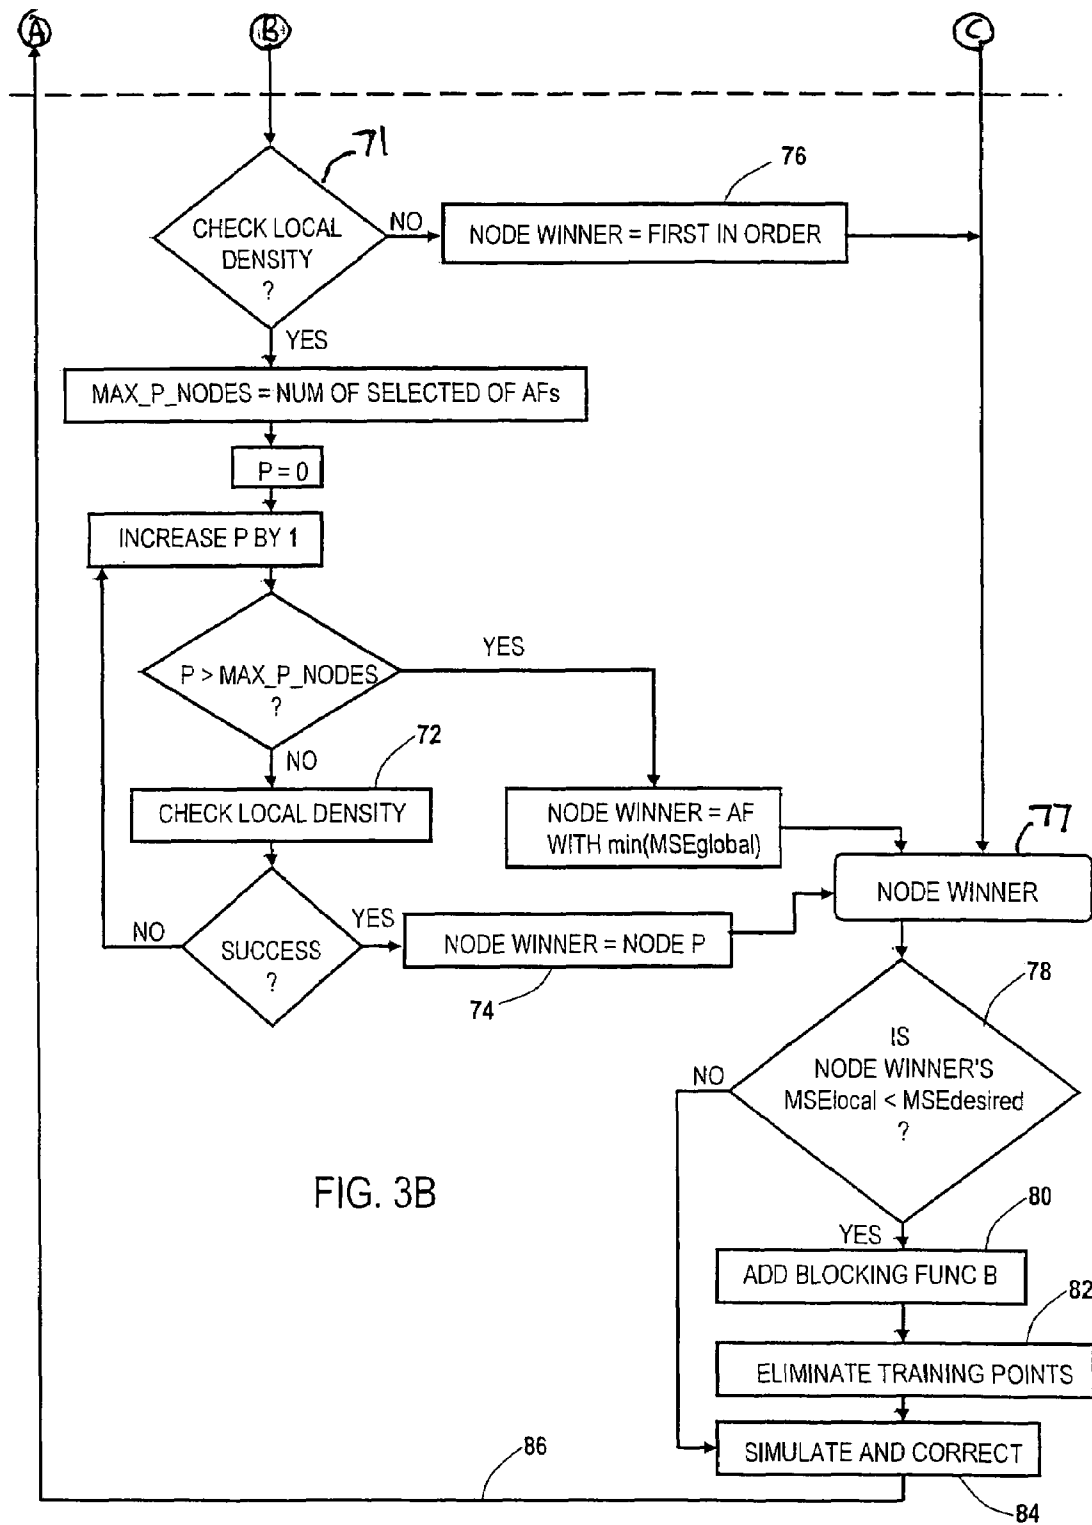 A
B
C
71
76
CHECK LOCAL
DENSITY
?
NO
NODE WINNER = FIRST IN ORDER
YES
MAX_P_NODES = NUM OF SELECTED OF AFs
P = 0
INCREASE P BY 1
P > MAX_P_NODES
?
YES
NO
72
CHECK LOCAL DENSITY
NODE WINNER = AF
WITH min(MSEglobal)
77
NODE WINNER
SUCCESS
?
NO
YES
NODE WINNER = NODE P
74
78
IS
NODE WINNER'S
MSElocal < MSEdesired
?
NO
FIG. 3B
YES
80
ADD BLOCKING FUNC B
82
ELIMINATE TRAINING POINTS
SIMULATE AND CORRECT
84
86